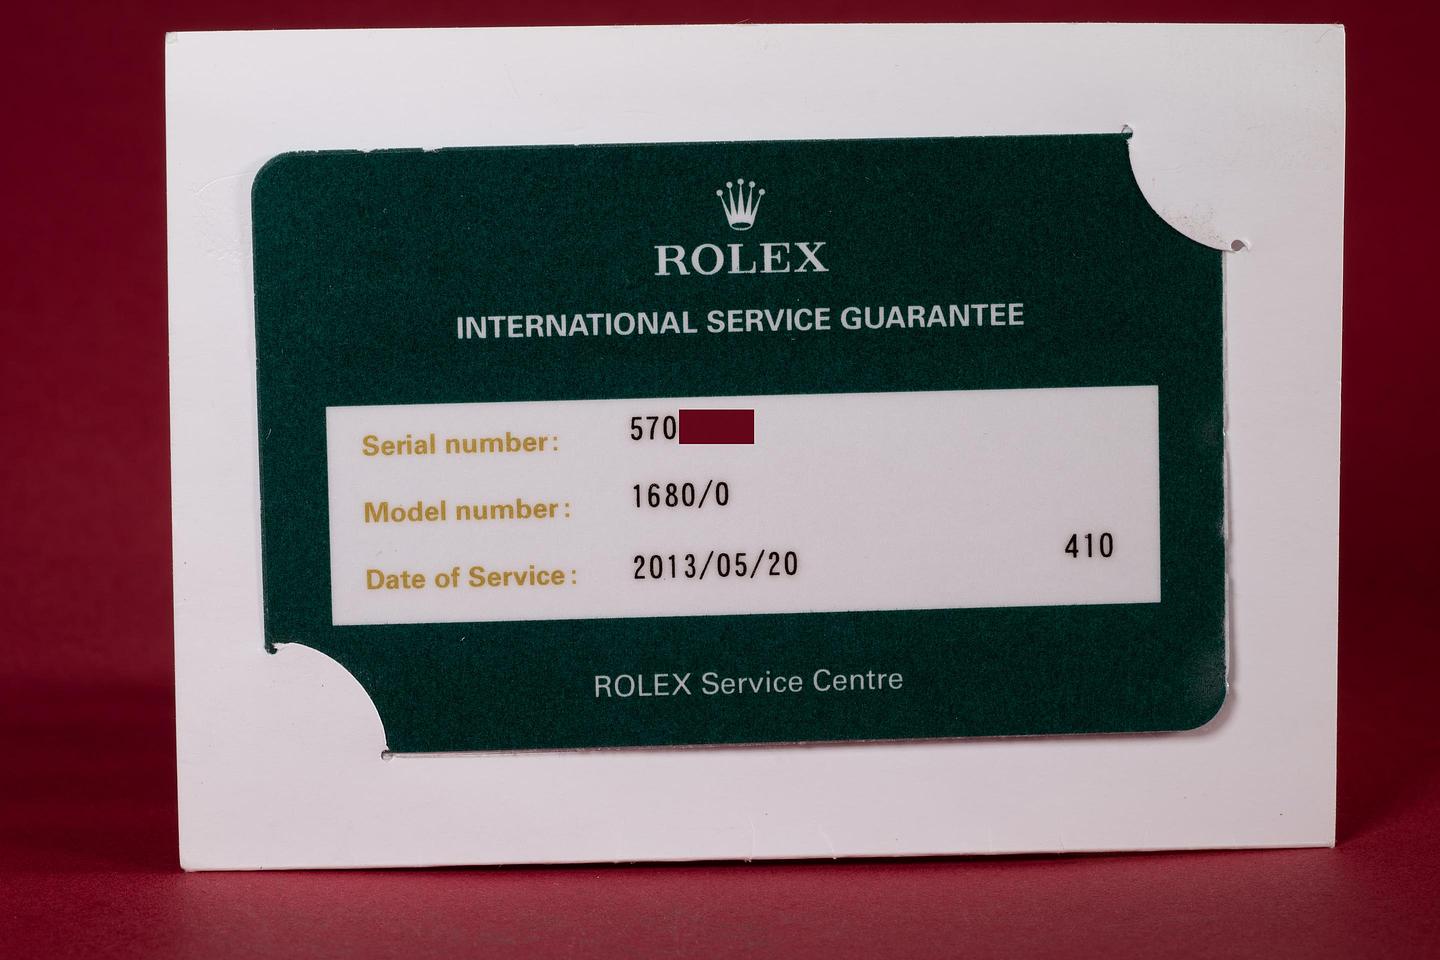 ROLEX
INTERNATIONAL SERVICE GUARANTEE
Serial number: 570
Model number: 1680/0
Date of Service: 2013/05/20 410
ROLEX Service Centre